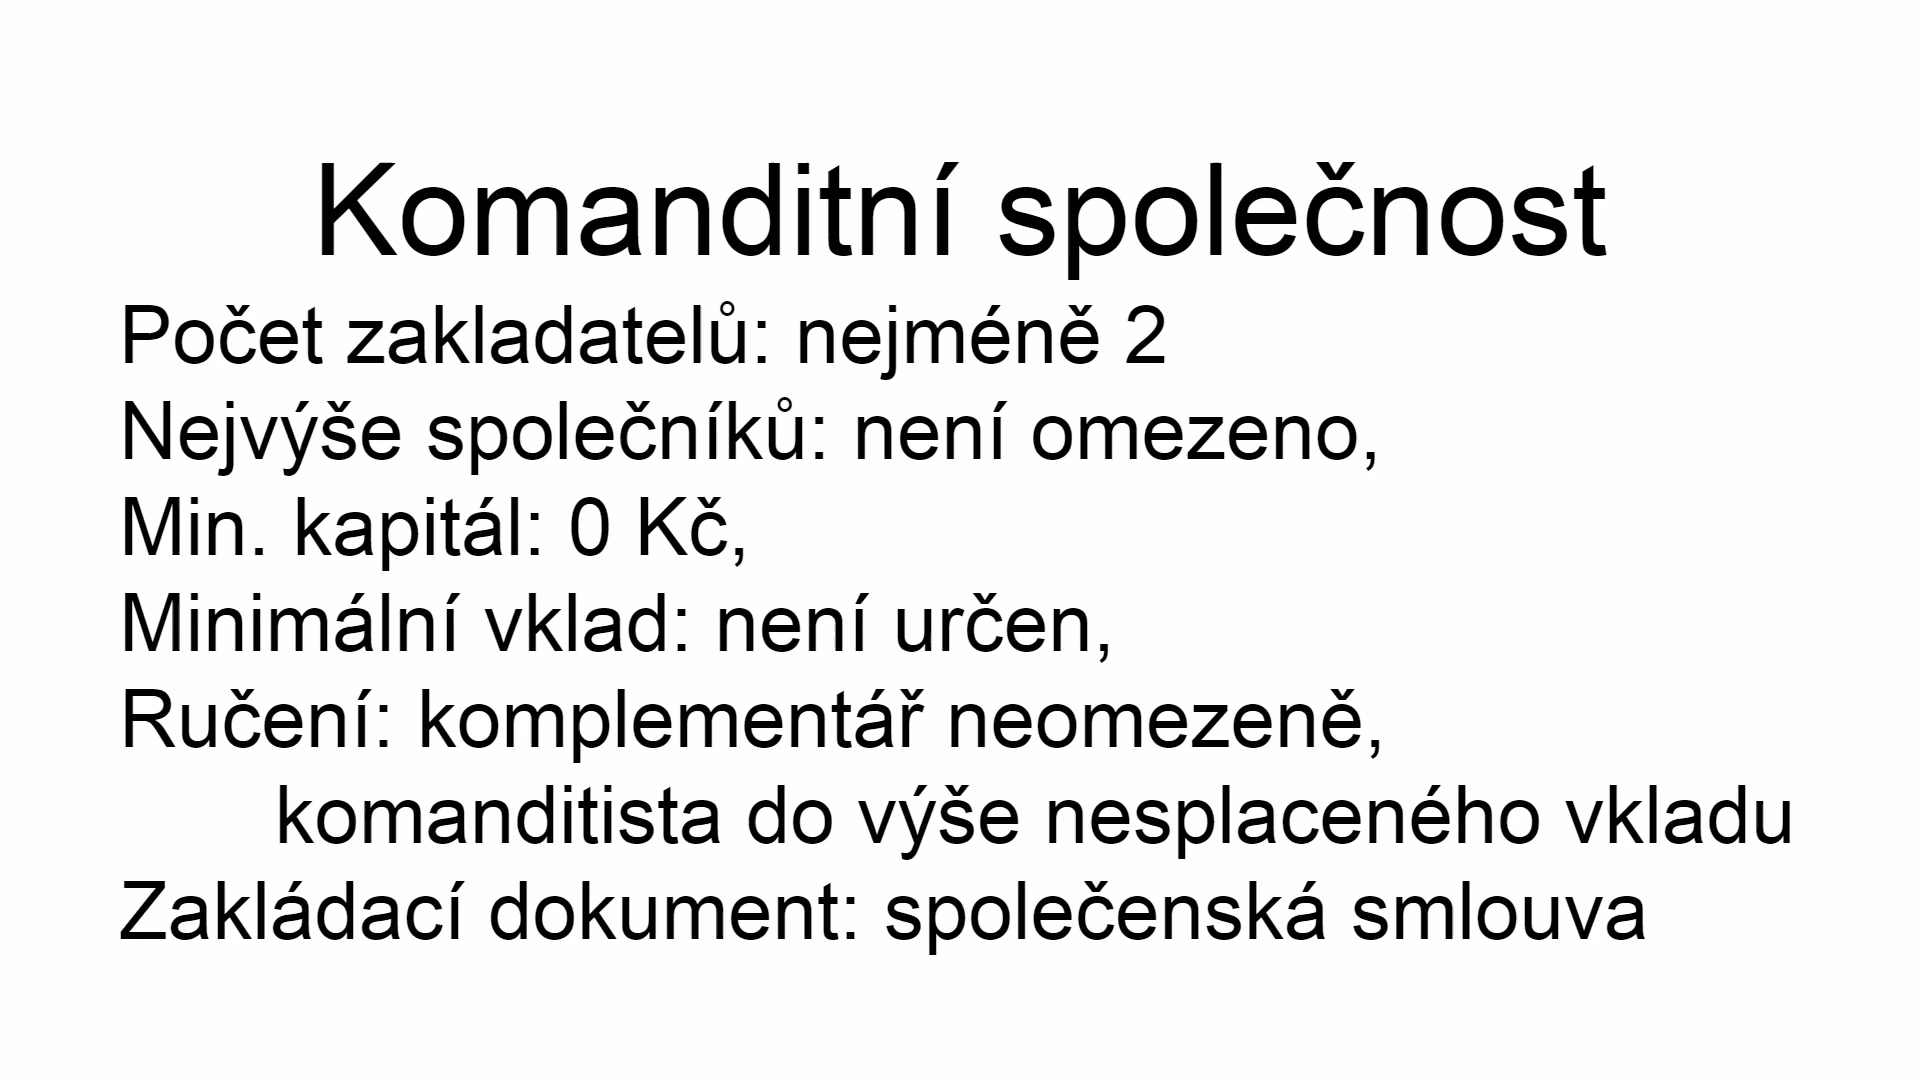 Komanditní společnost
Počet zakladatelů: nejméně 2
Nejvýše společníků: není omezeno,
Min. kapitál: 0 Kč,
Minimální vklad: není určen,
Ručení: komplementář neomezeně,
komanditista do výše nesplaceného vkladu
Zakládací dokument: společenská smlouva